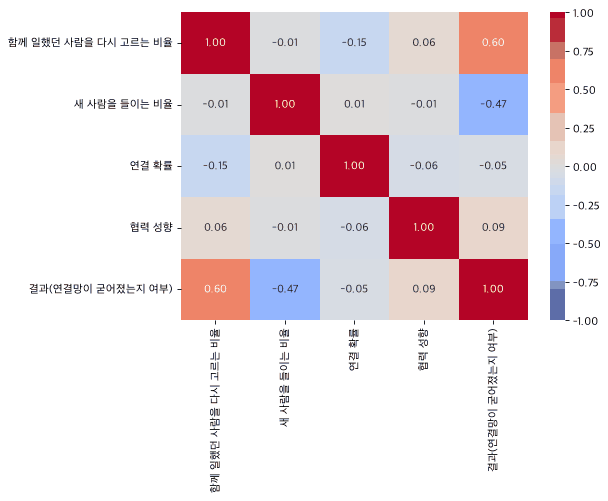 함께 일했던 사람을 다시 고르는 비율
1.00 -0.01 -0.15 0.06 0.60
새 사람을 들이는 비율
-0.01 1.00 0.01 -0.01 -0.47
연결 확률
-0.15 0.01 1.00 -0.06 -0.05
협력 성향
0.06 -0.01 -0.06 1.00 0.09
결과(연결망이 굳어졌는지 여부)
0.60 -0.47 -0.05 0.09 1.00
함께 일했던 사람을 다시 고르는 비율
새 사람을 들이는 비율
연결 확률
협력 성향
결과(연결망이 굳어졌는지 여부)
1.00
0.75
0.50
0.25
0.00
-0.25
-0.50
-0.75
-1.00